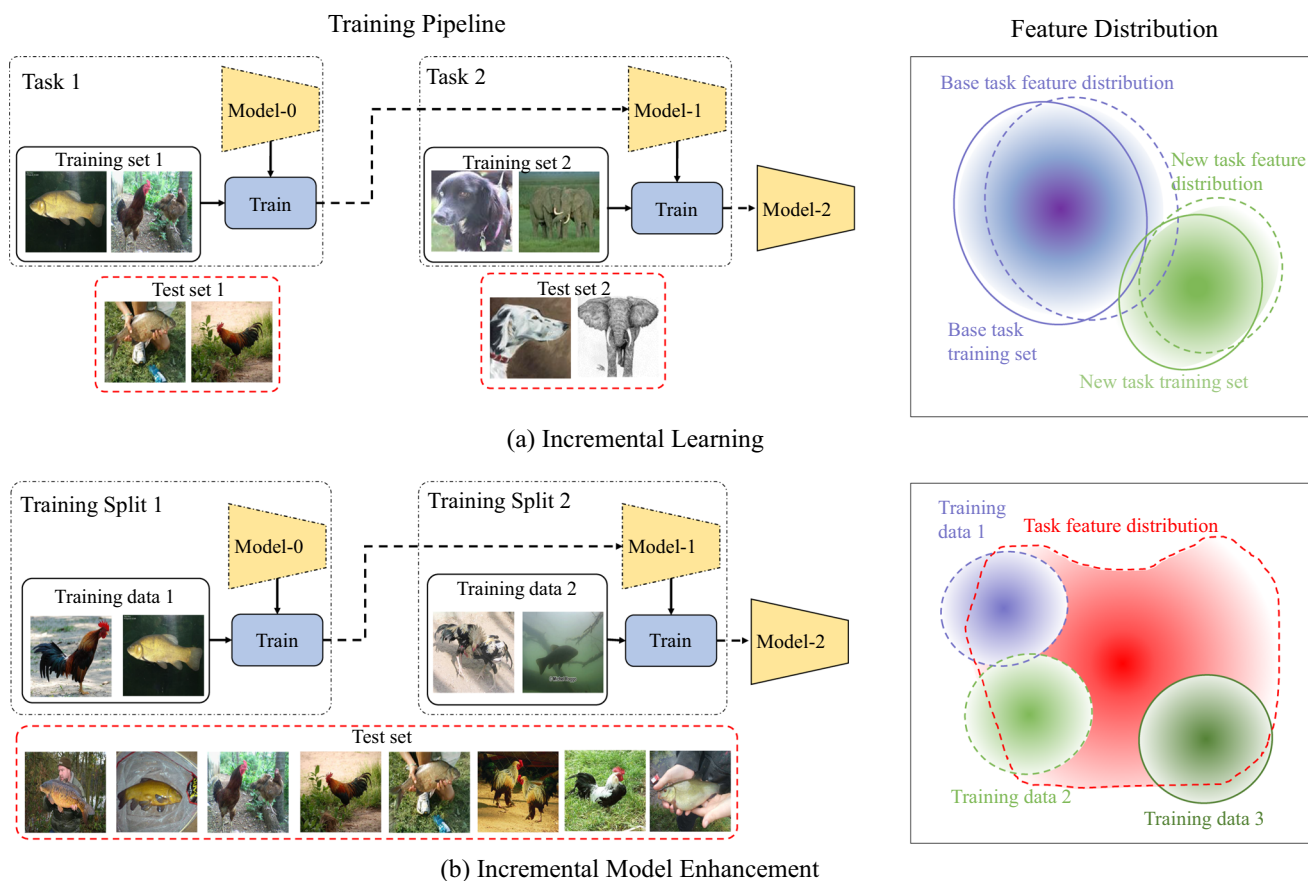 Training Pipeline
Feature Distribution
Task 1
Model-0
Training set 1
Train
Test set 1
Task 2
Model-1
Training set 2
Train
Model-2
Test set 2
Base task feature distribution
New task feature
distribution
Base task
training set
New task training set
(a) Incremental Learning
Training Split 1
Model-0
Training data 1
Train
Training Split 2
Model-1
Training data 2
Train
Model-2
Test set
Training
data 1
Task feature distribution
Training data 2
Training data 3
(b) Incremental Model Enhancement